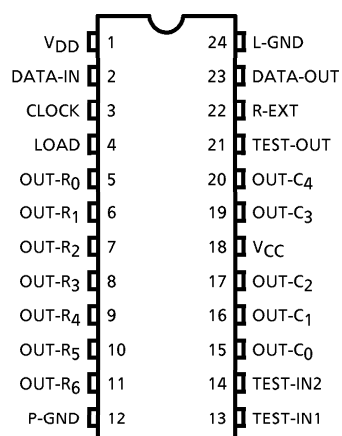 VDD 1 24 L-GND
DATA-IN 2 23 DATA-OUT
CLOCK 3 22 R-EXT
LOAD 4 21 TEST-OUT
OUT-R0 5 20 OUT-C4
OUT-R1 6 19 OUT-C3
OUT-R2 7 18 VCC
OUT-R3 8 17 OUT-C2
OUT-R4 9 16 OUT-C1
OUT-R5 10 15 OUT-C0
OUT-R6 11 14 TEST-IN2
P-GND 12 13 TEST-IN1